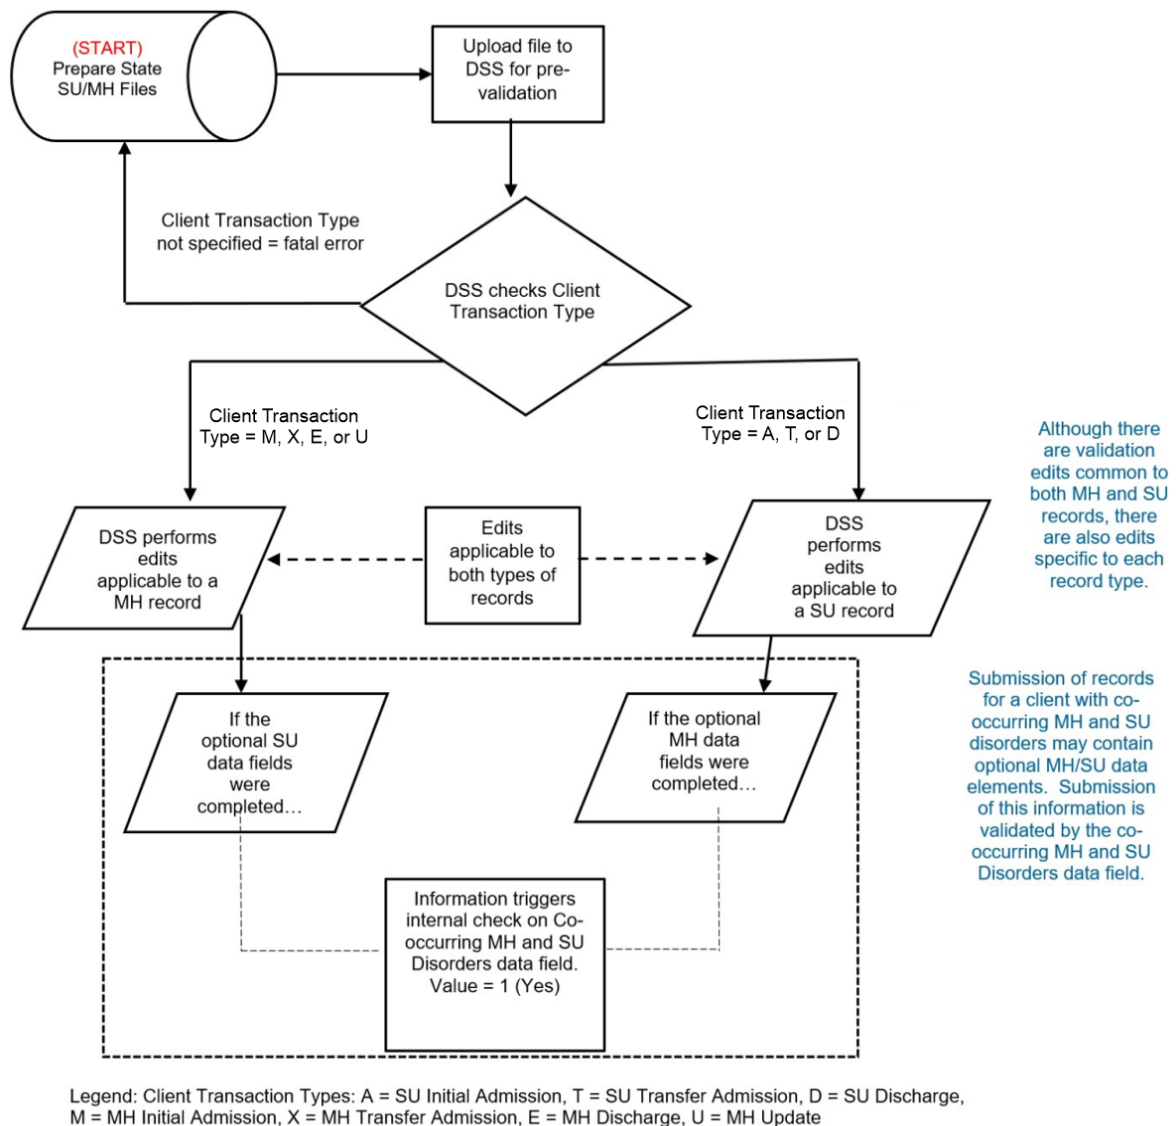 (START)
Prepare State
SU/MH Files
Upload file to
DSS for pre-
validation
Client Transaction Type
not specified = fatal error
DSS checks Client
Transaction Type
Client Transaction
Type = M, X, E, or U
Client Transaction
Type = A, T, or D
Although there
are validation
edits common to
both MH and SU
records, there
are also edits
specific to each
record type.
DSS performs
edits
applicable to a
MH record
Edits
applicable to
both types of
records
DSS
performs
edits
applicable to
a SU record
Submission of records
for a client with co-
occurring MH and SU
disorders may contain
optional MH/SU data
elements. Submission
of this information is
validated by the co-
occurring MH and SU
Disorders data field.
If the
optional SU
data fields
were
completed…
If the optional
MH data
fields were
completed…
Information triggers
internal check on Co-
occurring MH and SU
Disorders data field.
Value = 1 (Yes)
Legend: Client Transaction Types: A = SU Initial Admission, T = SU Transfer Admission, D = SU Discharge,
M = MH Initial Admission, X = MH Transfer Admission, E = MH Discharge, U = MH Update